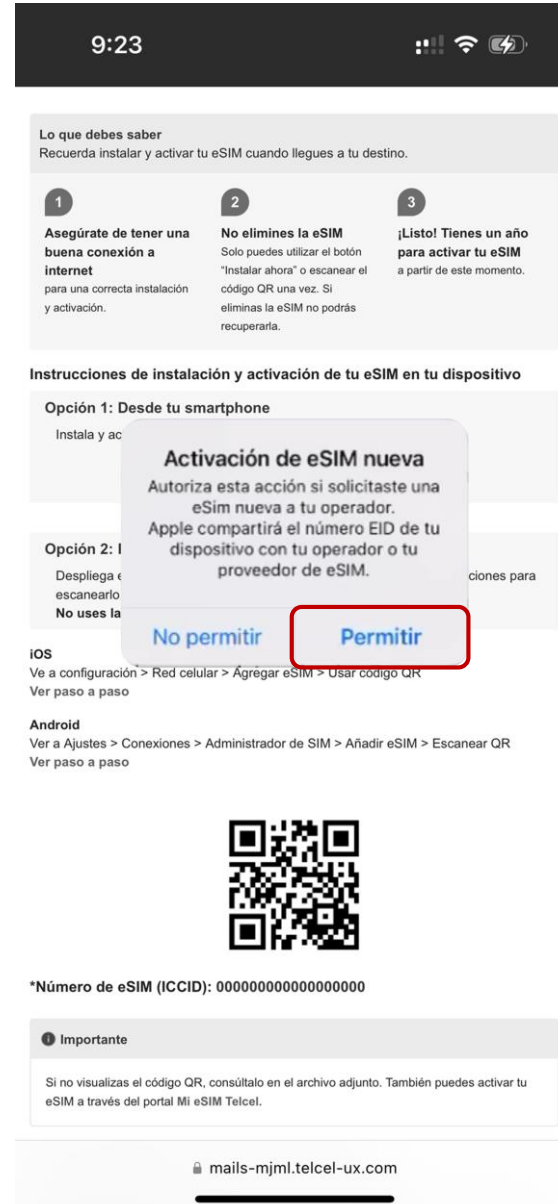 9:23
Lo que debes saber
Recuerda instalar y activar tu eSIM cuando llegues a tu destino.
1
Asegúrate de tener una
buena conexión a
internet
para una correcta instalación
y activación.
2
No elimines la eSIM
Solo puedes utilizar el botón
“Instalar ahora” o escanear el
código QR una vez. Si
eliminas la eSIM no podrás
recuperarla.
3
¡Listo! Tienes un año
para activar tu eSIM
a partir de este momento.
Instrucciones de instalación y activación de tu eSIM en tu dispositivo
Opción 1: Desde tu smartphone
Instala y ac
Activación de eSIM nueva
Autoriza esta acción si solicitaste una
eSim nueva a tu operador.
Apple compartirá el número EID de tu
dispositivo con tu operador o tu
proveedor de eSIM.
No permitir
Permitir
Opción 2:
Despliega
ciones para
escanearlo
No uses la
iOS
Ve a configuración > Red celular > Agregar eSIM > Usar código QR
Ver paso a paso
Android
Ver a Ajustes > Conexiones > Administrador de SIM > Añadir eSIM > Escanear QR
Ver paso a paso
*Número de eSIM (ICCID): 000000000000000000
Importante
Si no visualizas el código QR, consúltalo en el archivo adjunto. También puedes activar tu
eSIM a través del portal Mi eSIM Telcel.
mails-mjml.telcel-ux.com